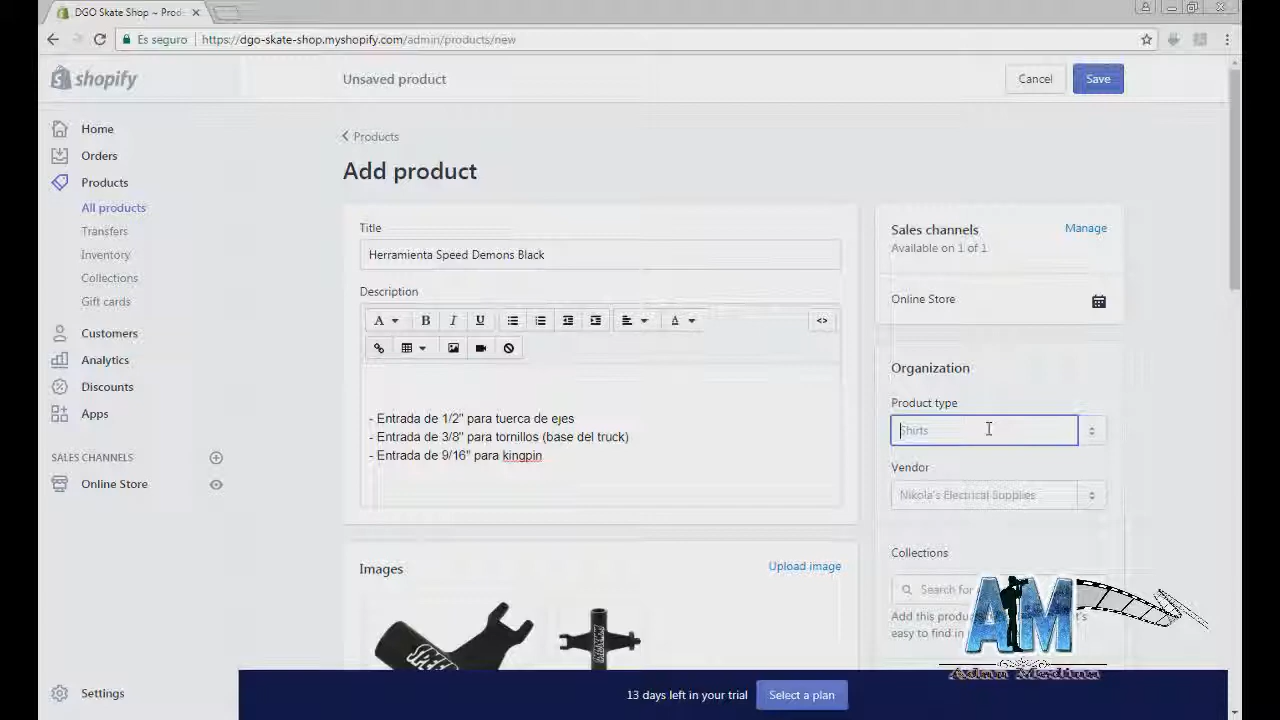 DGO Skate Shop ~ Prod
Es seguro
https://dgo-skate-shop.myshopify.com/admin/products/new
shopify
Unsaved product
Cancel
Save
Home
Orders
Products
All products
Transfers
Inventory
Collections
Gift cards
Customers
Analytics
Discounts
Apps
SALES CHANNELS
Online Store
Settings
Products
Add product
Title
Herramienta Speed Demons Black
Description
A
B
I
U
A
<>
- Entrada de 1/2" para tuerca de ejes
- Entrada de 3/8" para tornillos (base del truck)
- Entrada de 9/16" para kingpin
Images
Upload image
Sales channels
Manage
Available on 1 of 1
Online Store
Organization
Product type
Shirts
Vendor
Nikola's Electrical Supplies
Collections
Search for
Add this
easy to find in
AM
Adan Medina
13 days left in your trial
Select a plan